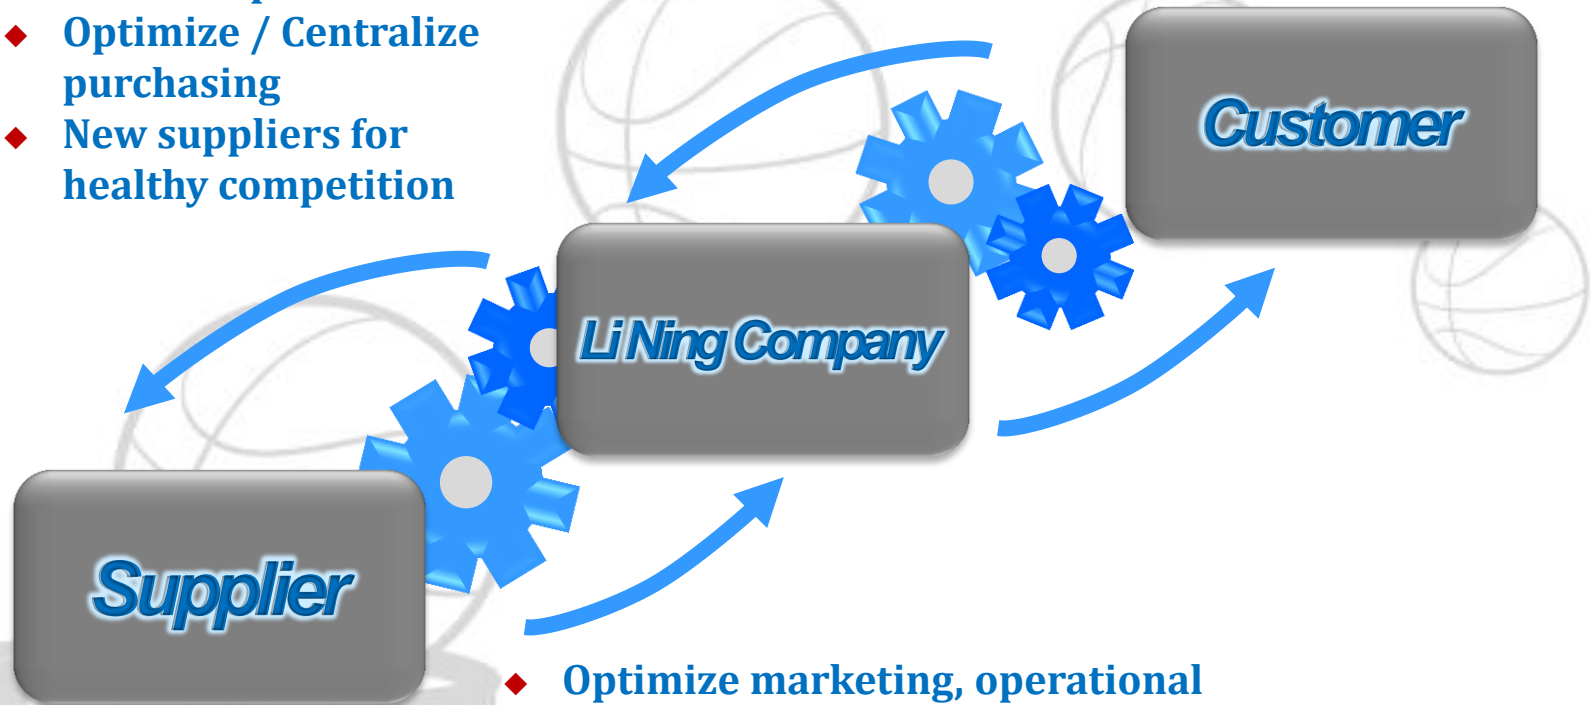 Optimize / Centralize
purchasing
New suppliers for
healthy competition
Customer
Li Ning Company
Supplier
Optimize marketing, operational